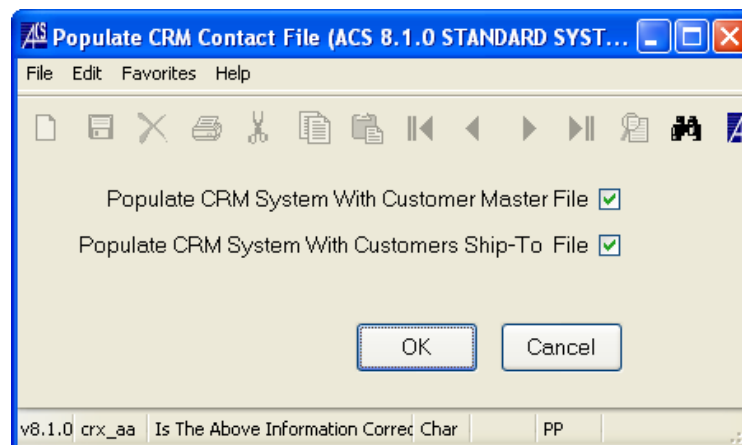 ACS Populate CRM Contact File (ACS 8.1.0 STANDARD SYST...
File Edit Favorites Help
Populate CRM System With Customer Master File
Populate CRM System With Customers Ship-To File
OK Cancel
v8.1.0 crx_aa Is The Above Information Correc Char PP